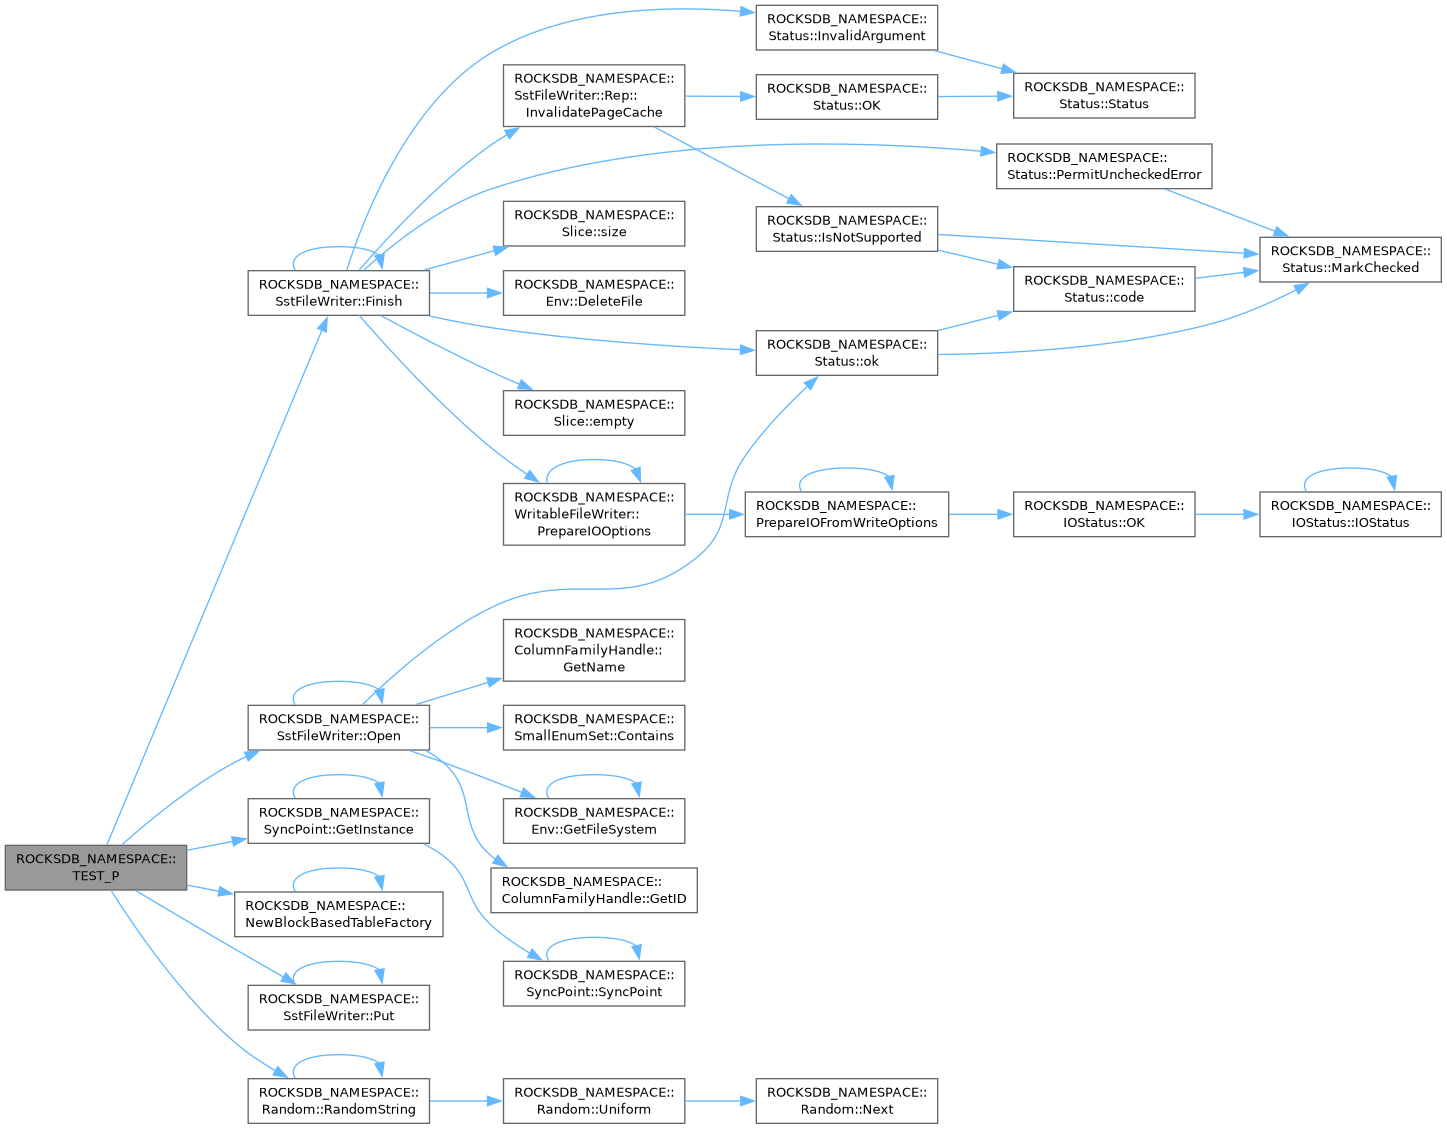 ROCKSDB_NAMESPACE::
TEST_P
ROCKSDB_NAMESPACE::
SstFileWriter::Finish
ROCKSDB_NAMESPACE::
Status::InvalidArgument
ROCKSDB_NAMESPACE::
Status::Status
ROCKSDB_NAMESPACE::
SstFileWriter::Rep::
InvalidatePageCache
ROCKSDB_NAMESPACE::
Status::OK
ROCKSDB_NAMESPACE::
Status::PermitUncheckedError
ROCKSDB_NAMESPACE::
Status::IsNotSupported
ROCKSDB_NAMESPACE::
Status::MarkChecked
ROCKSDB_NAMESPACE::
Status::code
ROCKSDB_NAMESPACE::
Slice::size
ROCKSDB_NAMESPACE::
Env::DeleteFile
ROCKSDB_NAMESPACE::
Status::ok
ROCKSDB_NAMESPACE::
Slice::empty
ROCKSDB_NAMESPACE::
WritableFileWriter::
PrepareIOOptions
ROCKSDB_NAMESPACE::
PrepareIOFromWriteOptions
ROCKSDB_NAMESPACE::
IOStatus::OK
ROCKSDB_NAMESPACE::
IOStatus::IOStatus
ROCKSDB_NAMESPACE::
SstFileWriter::Open
ROCKSDB_NAMESPACE::
ColumnFamilyHandle::
GetName
ROCKSDB_NAMESPACE::
SmallEnumSet::Contains
ROCKSDB_NAMESPACE::
Env::GetFileSystem
ROCKSDB_NAMESPACE::
ColumnFamilyHandle::GetID
ROCKSDB_NAMESPACE::
SyncPoint::GetInstance
ROCKSDB_NAMESPACE::
SyncPoint::SyncPoint
ROCKSDB_NAMESPACE::
NewBlockBasedTableFactory
ROCKSDB_NAMESPACE::
SstFileWriter::Put
ROCKSDB_NAMESPACE::
Random::RandomString
ROCKSDB_NAMESPACE::
Random::Uniform
ROCKSDB_NAMESPACE::
Random::Next